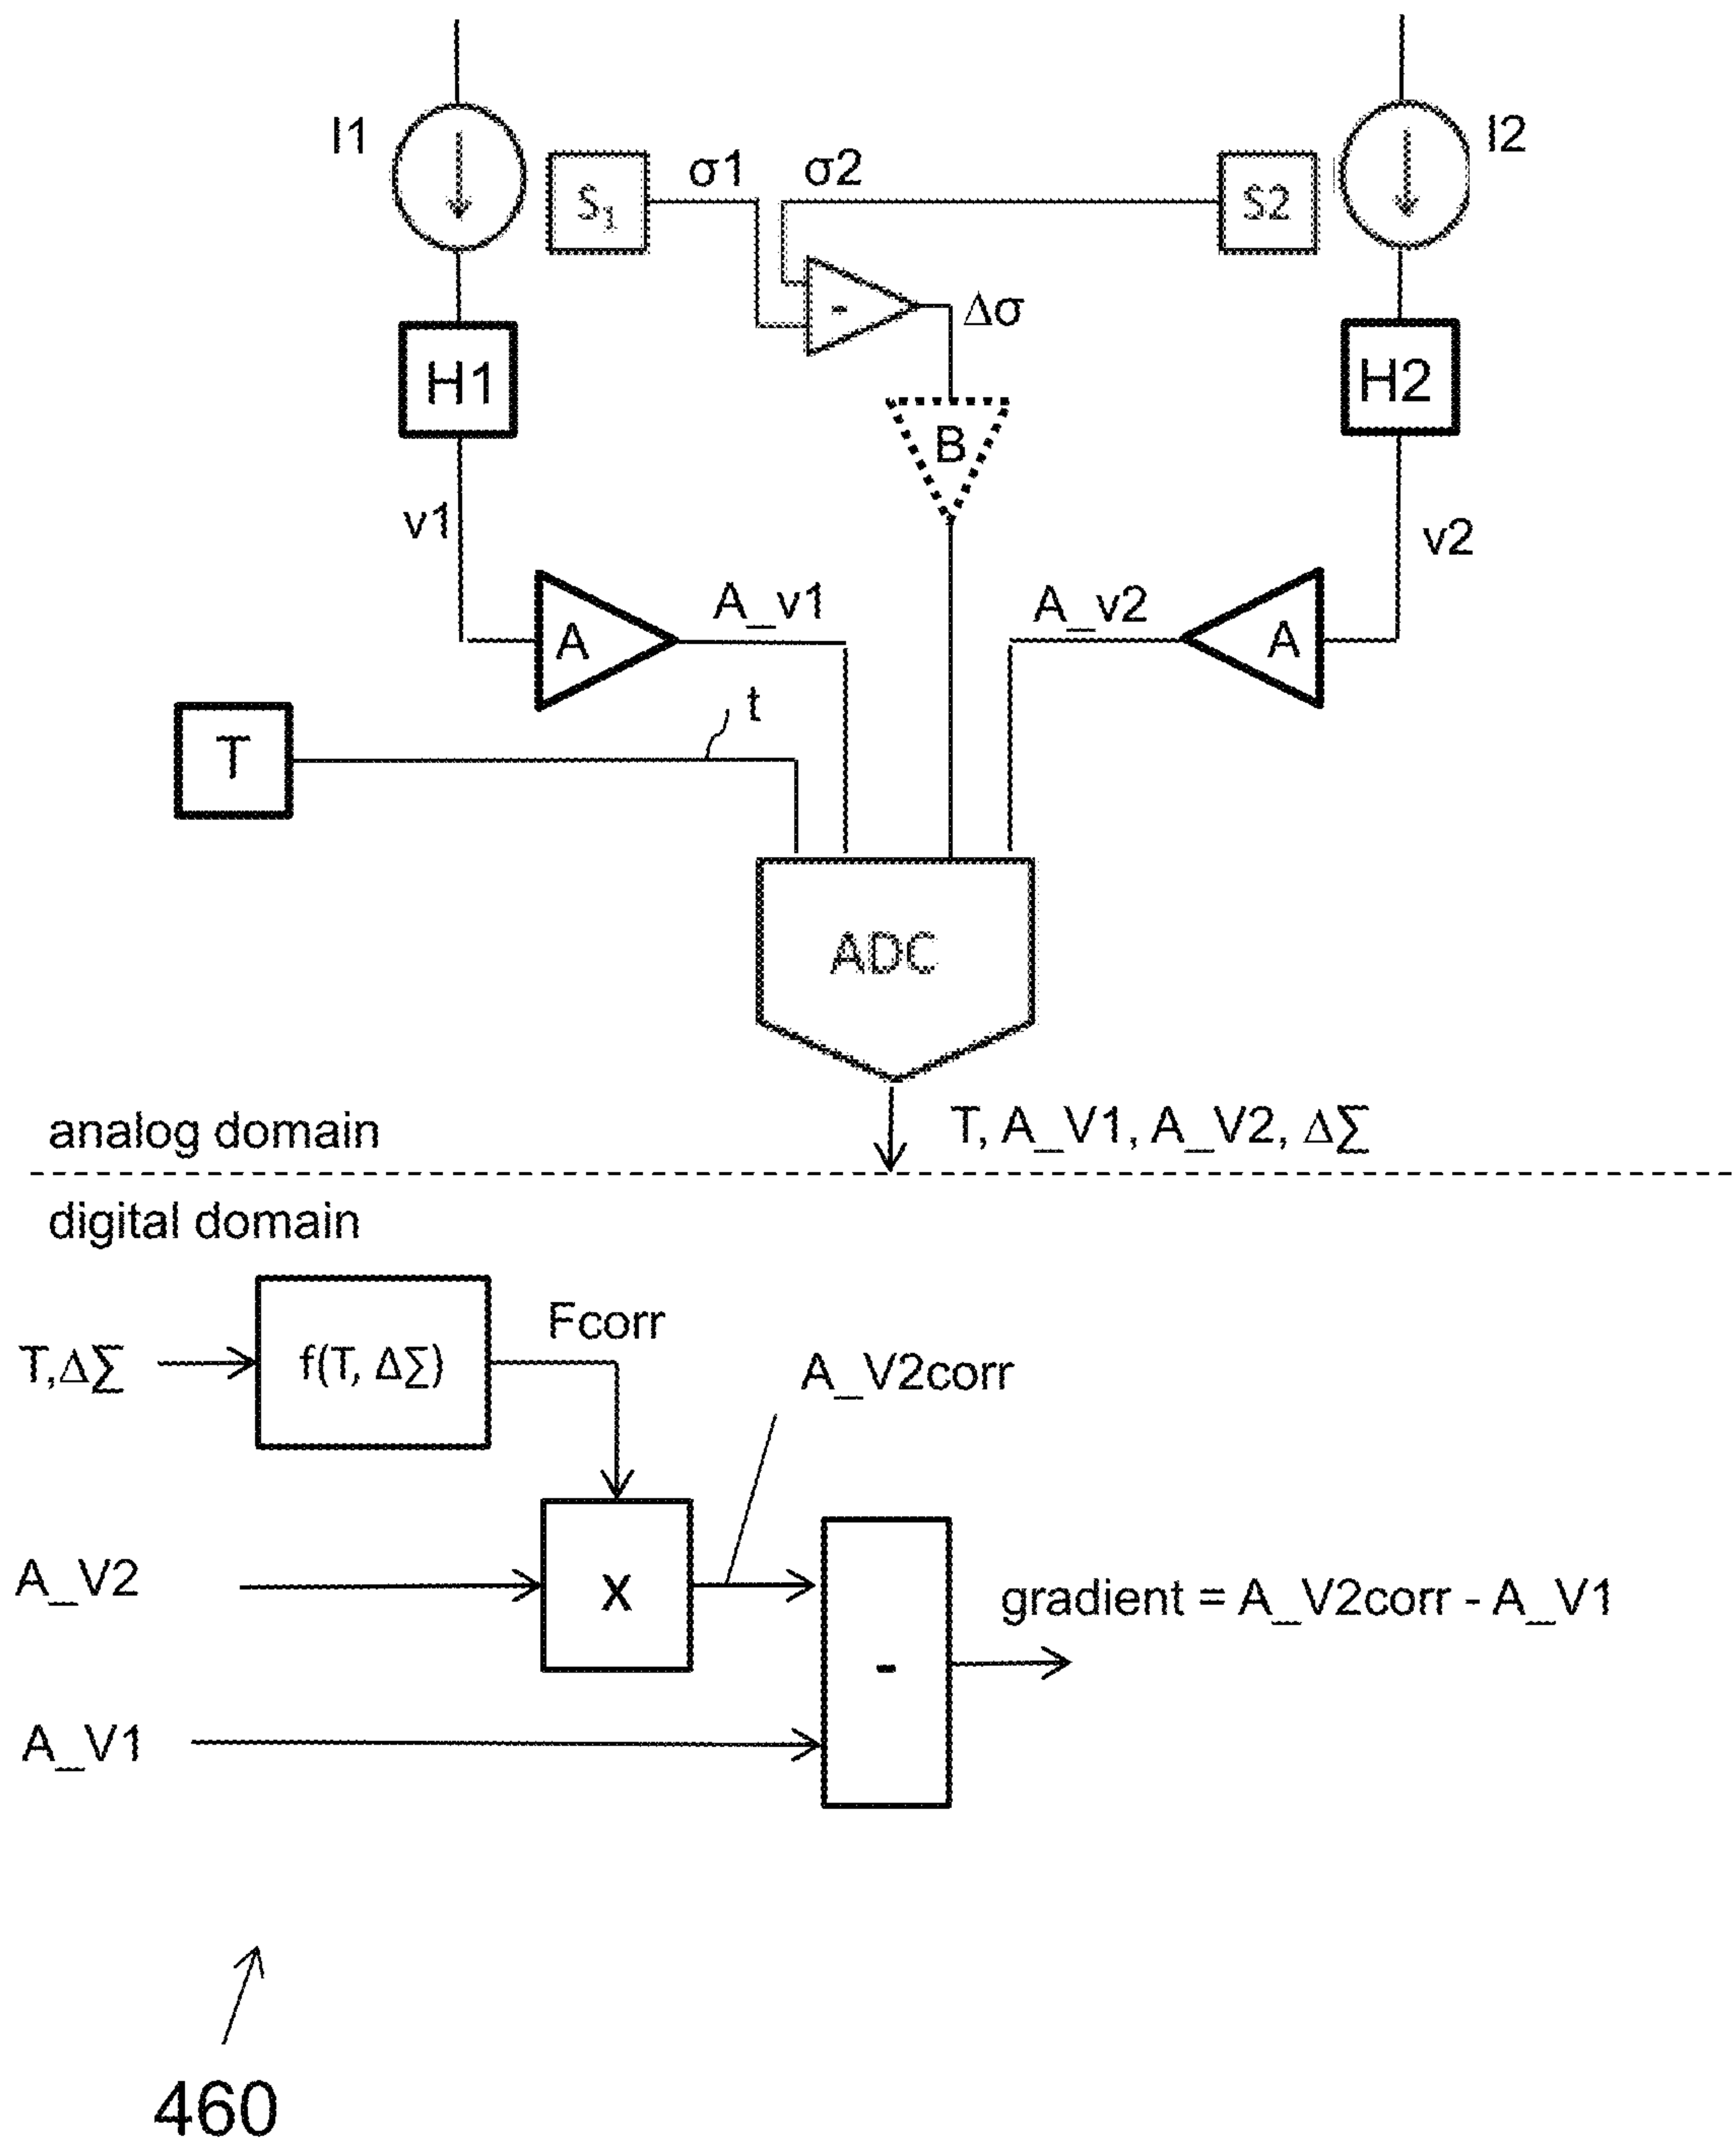 I1
I2
S1
σ1
σ2
S2
-
Δσ
H1
H2
B
v1
v2
A
A_v1
A_v2
A
t
T
ADC
T, A_V1, A_V2, Δ∑
analog domain
digital domain
Fcorr
T,Δ∑
f(T, Δ∑)
A_V2corr
A_V2
X
gradient = A_V2corr - A_V1
-
A_V1
460